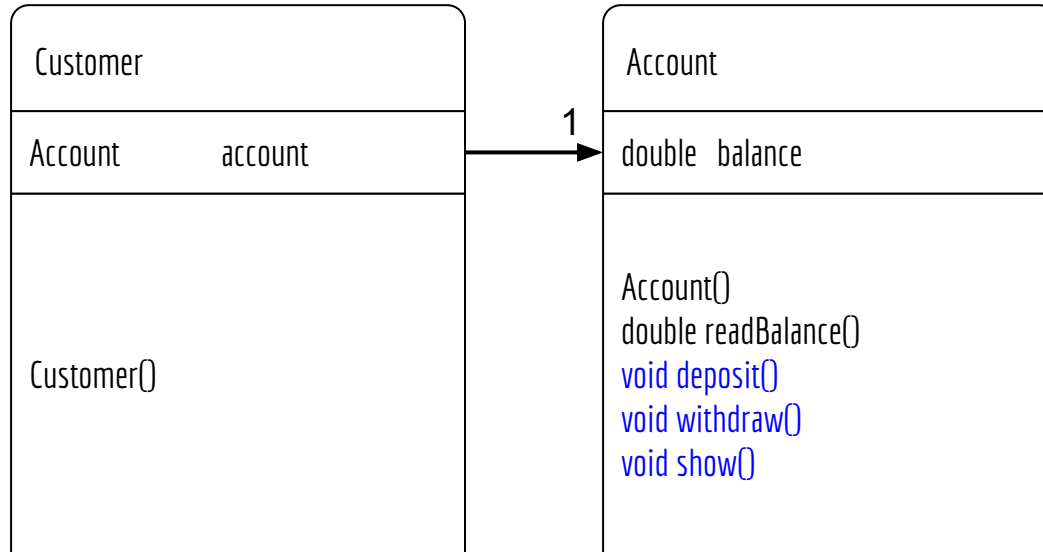 Customer
Account account
Customer()
1
Account
double balance
Account()
double readBalance()
void deposit()
void withdraw()
void show()